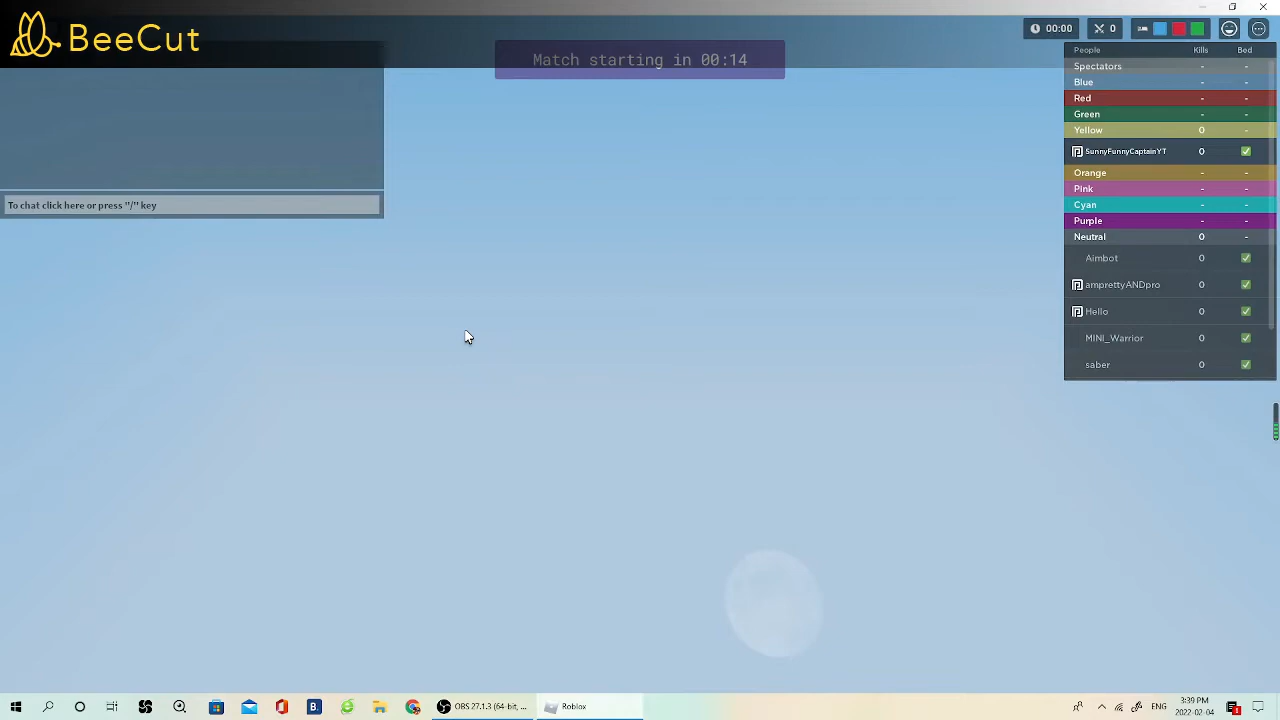 BeeCut
Match starting in 00:14
00:00
0
To chat click here or press "/" key
People Kills Bed
Spectators - -
Blue - -
Red - -
Green - -
Yellow 0 -
SunnyFunnyCaptainYT 0
Orange - -
Pink - -
Cyan - -
Purple - -
Neutral 0 -
Aimbot 0
amprettyANDpro 0
Hello 0
MINI_Warrior 0
saber 0
OBS 27.1.3 (64-bit, ...
Roblox
3:39 PM
2022-02-04